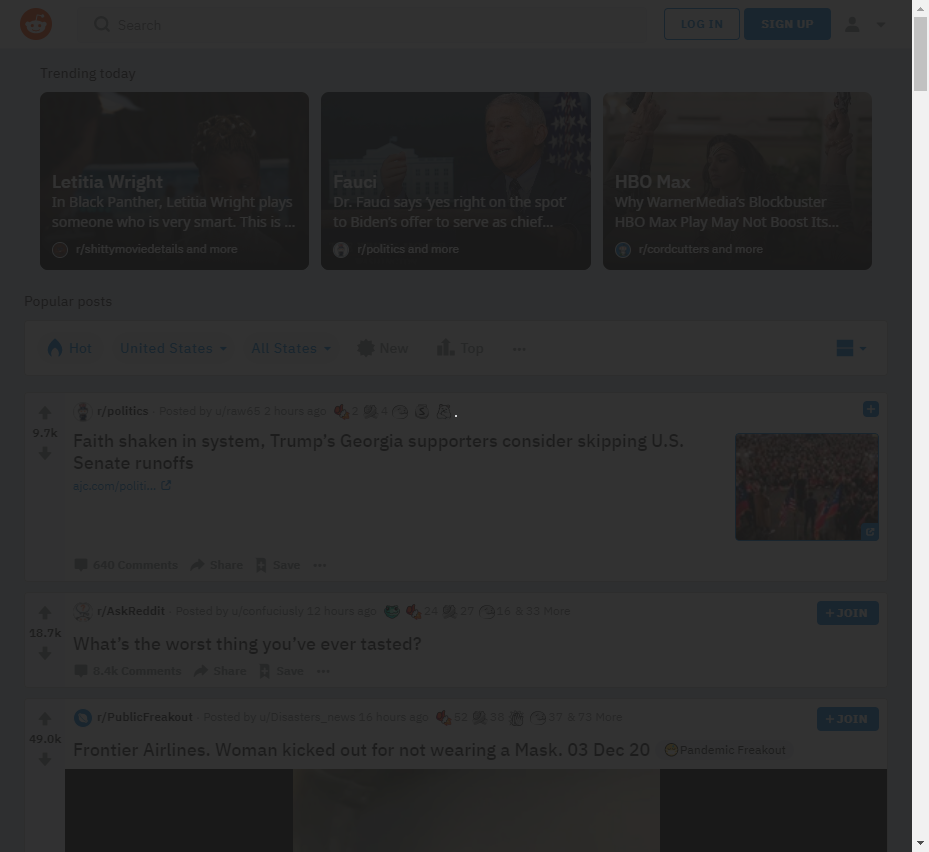 Search
LOG IN
SIGN UP
Trending today
Letitia Wright
In Black Panther, Letitia Wright plays
someone who is very smart. This is ...
r/shittymoviedetails and more
Fauci
Dr. Fauci says ‘yes right on the spot’
to Biden’s offer to serve as chief...
r/politics and more
HBO Max
Why WarnerMedia’s Blockbuster
HBO Max Play May Not Boost Its...
r/cordcutters and more
Popular posts
Hot
United States
All States
New
Top
9.7k
r/politics · Posted by u/raw65 2 hours ago 2 4
Faith shaken in system, Trump’s Georgia supporters consider skipping U.S.
Senate runoffs
ajc.com/politi...
640 Comments Share Save
18.7k
r/AskReddit · Posted by u/confuciusly 12 hours ago 24 27 16 & 33 More
+ JOIN
What’s the worst thing you’ve ever tasted?
8.4k Comments Share Save
49.0k
r/PublicFreakout · Posted by u/Disasters_news 16 hours ago 37 & 73 More
+ JOIN
Frontier Airlines. Woman kicked out for not wearing a Mask. 03 Dec 20 Pandemic Freakout